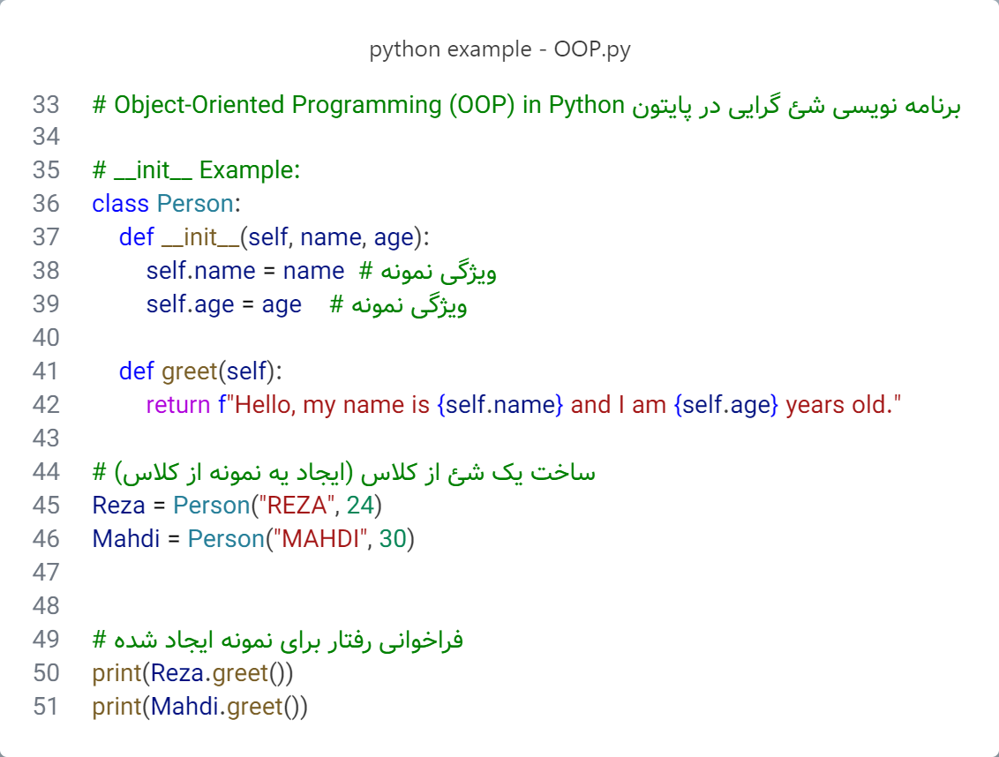 python example - OOP.py
33 # Object-Oriented Programming (OOP) in Python برنامه نویسی شئ گرایی در پایتون
34
35 # __init__ Example:
36 class Person:
37     def __init__(self, name, age):
38         self.name = name  # ویژگی نمونه
39         self.age = age    # ویژگی نمونه
40
41     def greet(self):
42         return f"Hello, my name is {self.name} and I am {self.age} years old."
43
44 # ساخت یک شئ از کلاس (ایجاد یه نمونه از کلاس)
45 Reza = Person("REZA", 24)
46 Mahdi = Person("MAHDI", 30)
47
48
49 # فراخوانی رفتار برای نمونه ایجاد شده
50 print(Reza.greet())
51 print(Mahdi.greet())